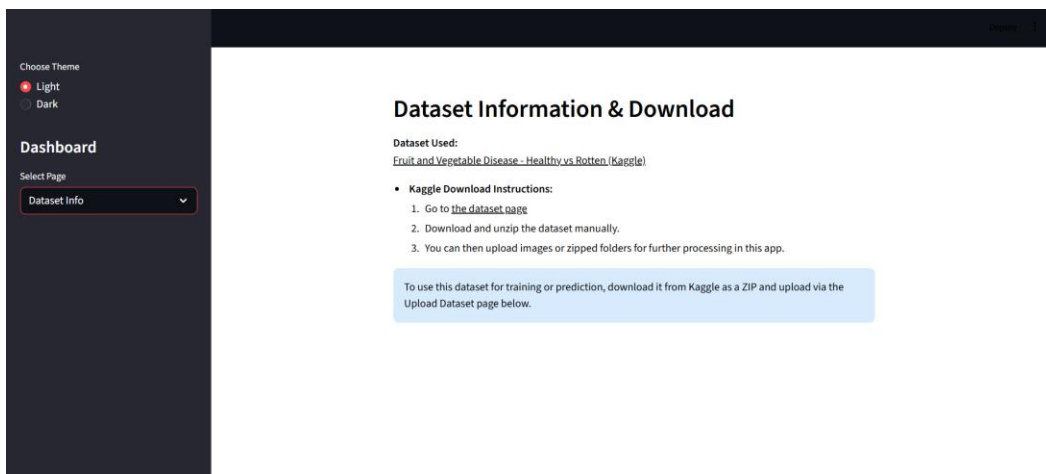 Choose Theme
Light
Dark
Dashboard
Select Page
Dataset Info
Dataset Information & Download
Dataset Used:
Fruit and Vegetable Disease - Healthy vs Rotten (Kaggle)
Kaggle Download Instructions:
1. Go to the dataset page
2. Download and unzip the dataset manually.
3. You can then upload images or zipped folders for further processing in this app.
To use this dataset for training or prediction, download it from Kaggle as a ZIP and upload via the
Upload Dataset page below.